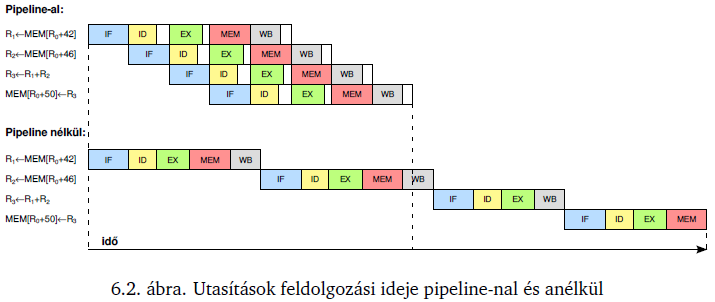 Pipeline-al:
R1←MEM[R0+42] IF ID EX MEM WB
R2←MEM[R0+46] IF ID EX MEM WB
R3←R1+R2 IF ID EX MEM WB
MEM[R0+50]←R3 IF ID EX MEM WB
Pipeline nélkül:
R1←MEM[R0+42] IF ID EX MEM WB
R2←MEM[R0+46] IF ID EX MEM WB
R3←R1+R2 IF ID EX WB
MEM[R0+50]←R3 IF ID EX MEM
idő
6.2. ábra. Utasítások feldolgozási ideje pipeline-nal és anélkül